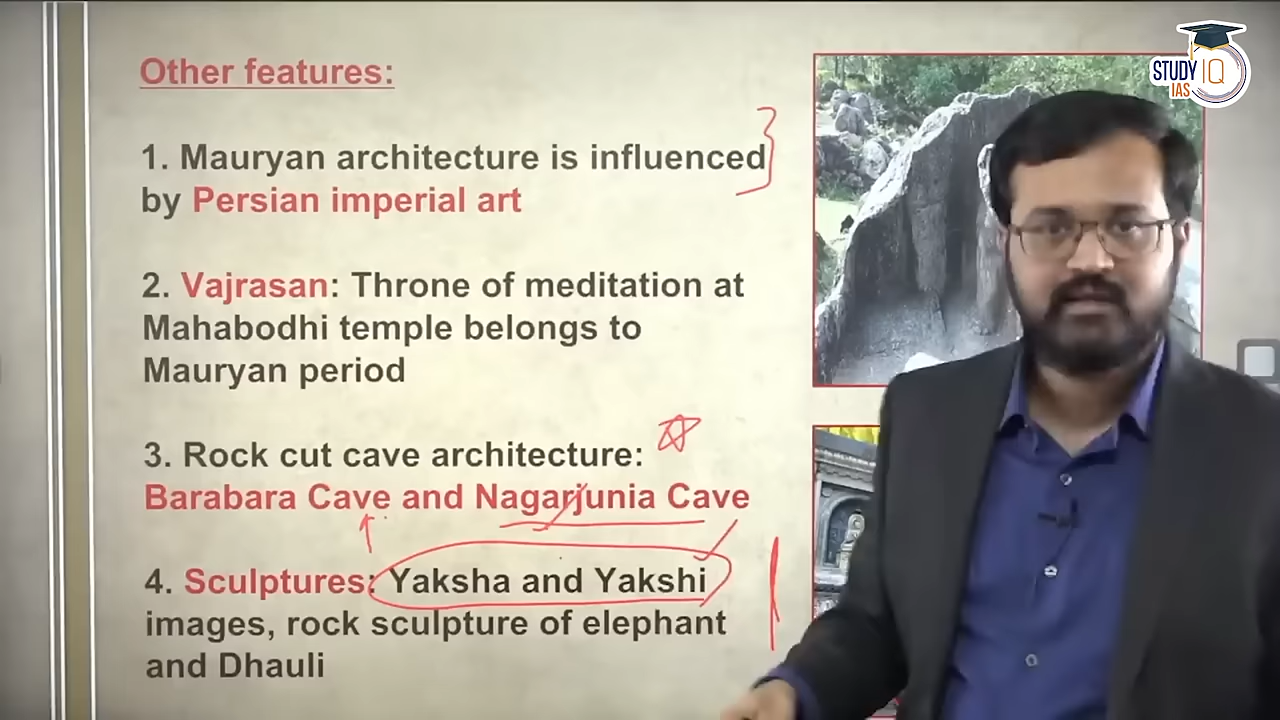 STUDY IQ
IAS
Other features:
1. Mauryan architecture is influenced
by Persian imperial art
2. Vajrasan: Throne of meditation at
Mahabodhi temple belongs to
Mauryan period
3. Rock cut cave architecture:
Barabara Cave and Nagarjunia Cave
4. Sculptures: Yaksha and Yakshi
images, rock sculpture of elephant
and Dhauli